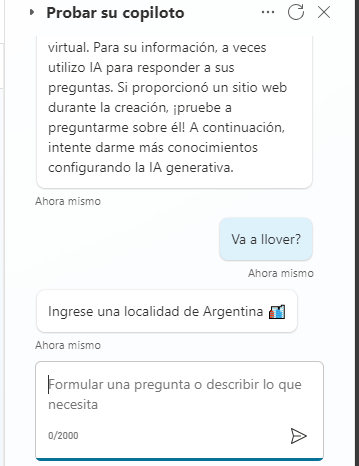 Probar su copiloto
virtual. Para su información, a veces
utilizo IA para responder a sus
preguntas. Si proporcionó un sitio web
durante la creación, ¡pruebe a
preguntarme sobre él! A continuación,
intente darme más conocimientos
configurando la IA generativa.
Ahora mismo
Va a llover?
Ahora mismo
Ingrese una localidad de Argentina
Ahora mismo
Formular una pregunta o describir lo que
necesita
0/2000